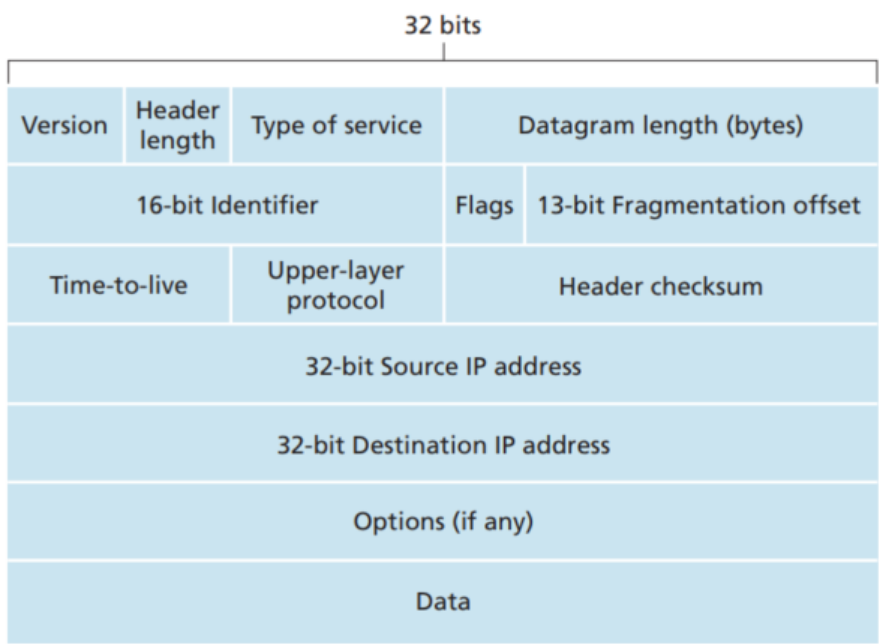 32 bits
Version
Header
length
Type of service
Datagram length (bytes)
16-bit Identifier
Flags
13-bit Fragmentation offset
Time-to-live
Upper-layer
protocol
Header checksum
32-bit Source IP address
32-bit Destination IP address
Options (if any)
Data